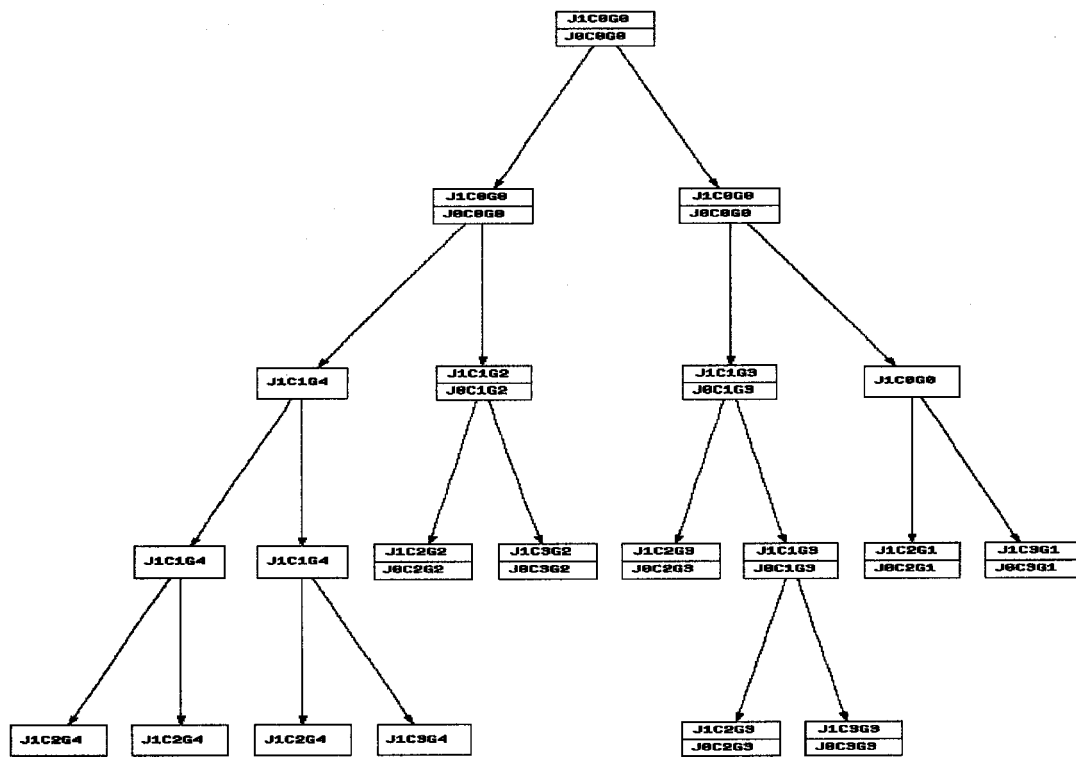 J1C0G0
J0C0G0
J1C0G0
J0C0G0
J1C0G0
J0C0G0
J1C1G4
J1C1G2
J0C1G2
J1C1G3
J0C1G3
J1C0G0
J1C1G4
J1C1G4
J1C2G2
J0C2G2
J1C3G2
J0C3G2
J1C2G3
J0C2G3
J1C1G3
J0C1G3
J1C2G1
J0C2G1
J1C3G1
J0C3G1
J1C2G4
J1C2G4
J1C2G4
J1C3G4
J1C2G3
J0C2G3
J1C3G3
J0C3G3